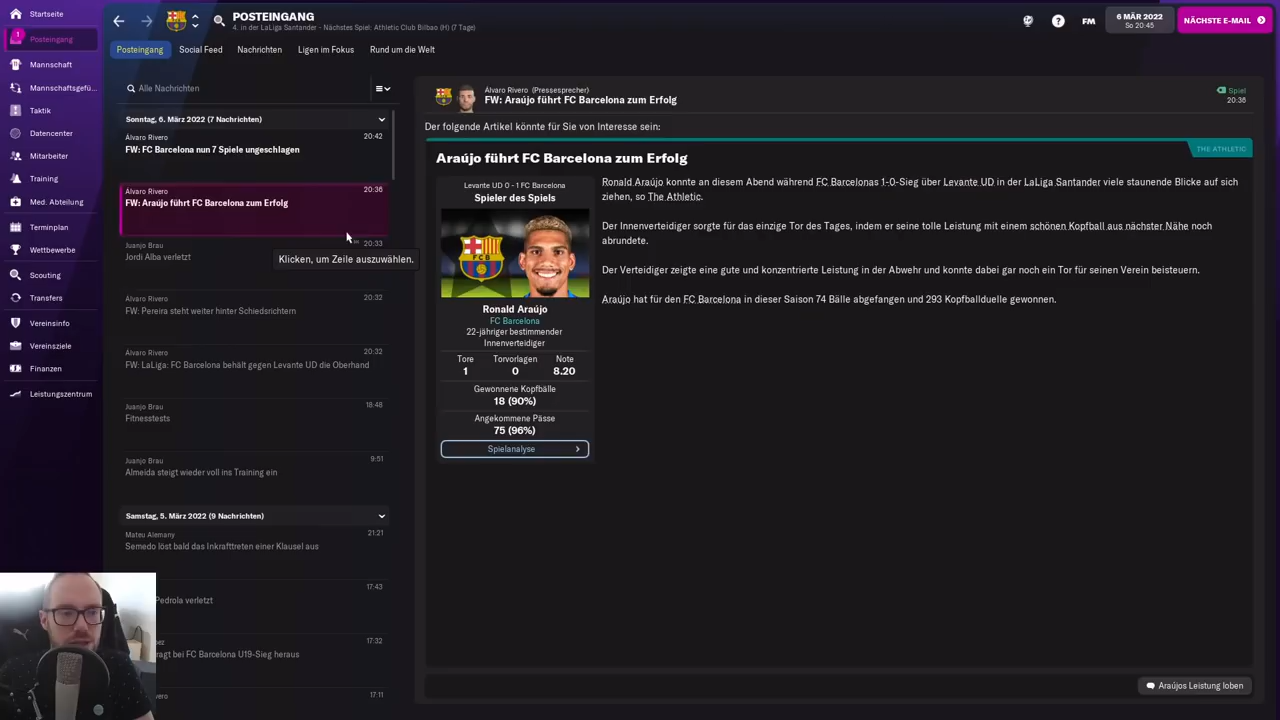 Startseite
1
Posteingang
Mannschaft
Mannschaftsgefü...
Taktik
Datencenter
Mitarbeiter
Training
Med. Abteilung
Terminplan
Wettbewerbe
Scouting
Transfers
Vereinsinfo
Vereinsziele
Finanzen
Leistungszentrum
POSTEINGANG
4. in der LaLiga Santander - Nächstes Spiel: Athletic Club Bilbao (H) (7 Tage)
FM
6 MÄR 2022
So 20:45
NÄCHSTE E-MAIL
Posteingang
Social Feed
Nachrichten
Ligen im Fokus
Rund um die Welt
Alle Nachrichten
Sonntag, 6. März 2022 (7 Nachrichten)
Álvaro Rivero
20:42
FW: FC Barcelona nun 7 Spiele ungeschlagen
Álvaro Rivero
20:36
FW: Araújo führt FC Barcelona zum Erfolg
Juanjo Brau
20:33
Jordi Alba verletzt
Klicken, um Zeile auszuwählen.
Álvaro Rivero
20:32
FW: Pereira steht weiter hinter Schiedsrichtern
Álvaro Rivero
20:32
FW: LaLiga: FC Barcelona behält gegen Levante UD die Oberhand
Juanjo Brau
18:48
Fitnesstests
Juanjo Brau
9:51
Almeida steigt wieder voll ins Training ein
Samstag, 5. März 2022 (9 Nachrichten)
Mateu Alemany
21:21
Semedo löst bald das Inkrafttreten einer Klausel aus
17:43
Pedrola verletzt
17:32
ragt bei FC Barcelona U19-Sieg heraus
17:11
Álvaro Rivero (Pressesprecher)
FW: Araújo führt FC Barcelona zum Erfolg
Spiel
20:36
Der folgende Artikel könnte für Sie von Interesse sein:
Araújo führt FC Barcelona zum Erfolg
THE ATHLETIC
Levante UD 0 - 1 FC Barcelona
Spieler des Spiels
FCB
Ronald Araújo
FC Barcelona
22-jähriger bestimmender
Innenverteidiger
Tore
Torvorlagen
Note
1
0
8.20
Gewonnene Kopfbälle
18 (90%)
Angekommene Pässe
75 (96%)
Spielanalyse
Ronald Araújo konnte an diesem Abend während FC Barcelonas 1-0-Sieg über Levante UD in der LaLiga Santander viele staunende Blicke auf sich
ziehen, so The Athletic.
Der Innenverteidiger sorgte für das einzige Tor des Tages, indem er seine tolle Leistung mit einem schönen Kopfball aus nächster Nähe noch
abrundete.
Der Verteidiger zeigte eine gute und konzentrierte Leistung in der Abwehr und konnte dabei gar noch ein Tor für seinen Verein beisteuern.
Araújo hat für den FC Barcelona in dieser Saison 74 Bälle abgefangen und 293 Kopfballduelle gewonnen.
Araújos Leistung loben